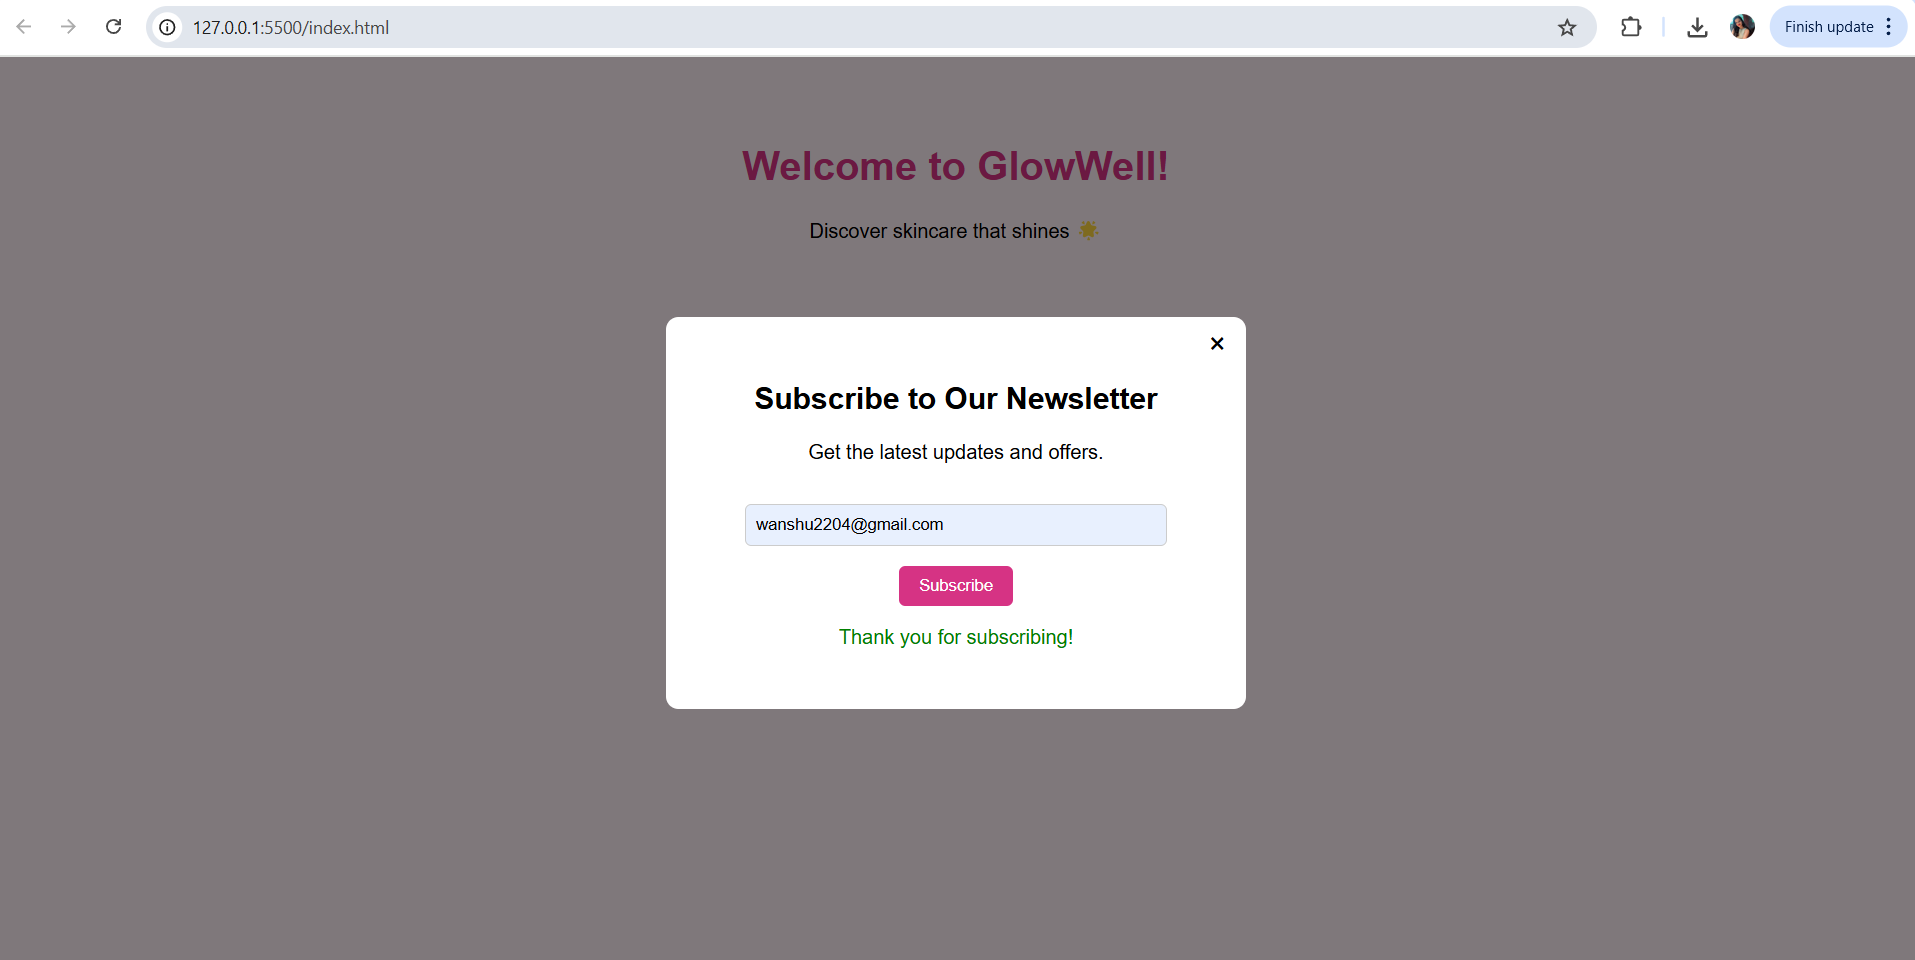 127.0.0.1:5500/index.html
Finish update
Welcome to GlowWell!
Discover skincare that shines 🌟
×
Subscribe to Our Newsletter
Get the latest updates and offers.
wanshu2204@gmail.com
Subscribe
Thank you for subscribing!